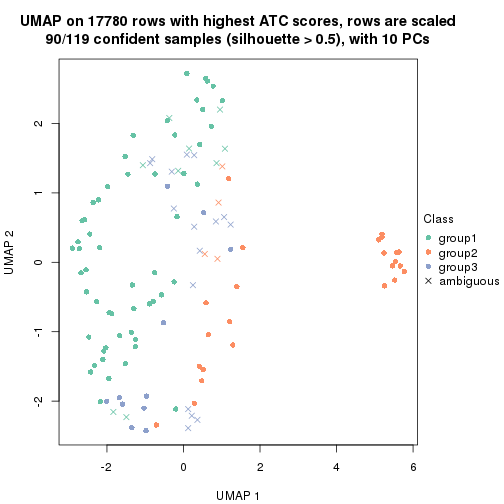 UMAP on 17780 rows with highest ATC scores, rows are scaled
90/119 confident samples (silhouette > 0.5), with 10 PCs
UMAP 2
2
1
0
-1
-2
-2
0
2
4
6
UMAP 1
Class
group1
group2
group3
ambiguous